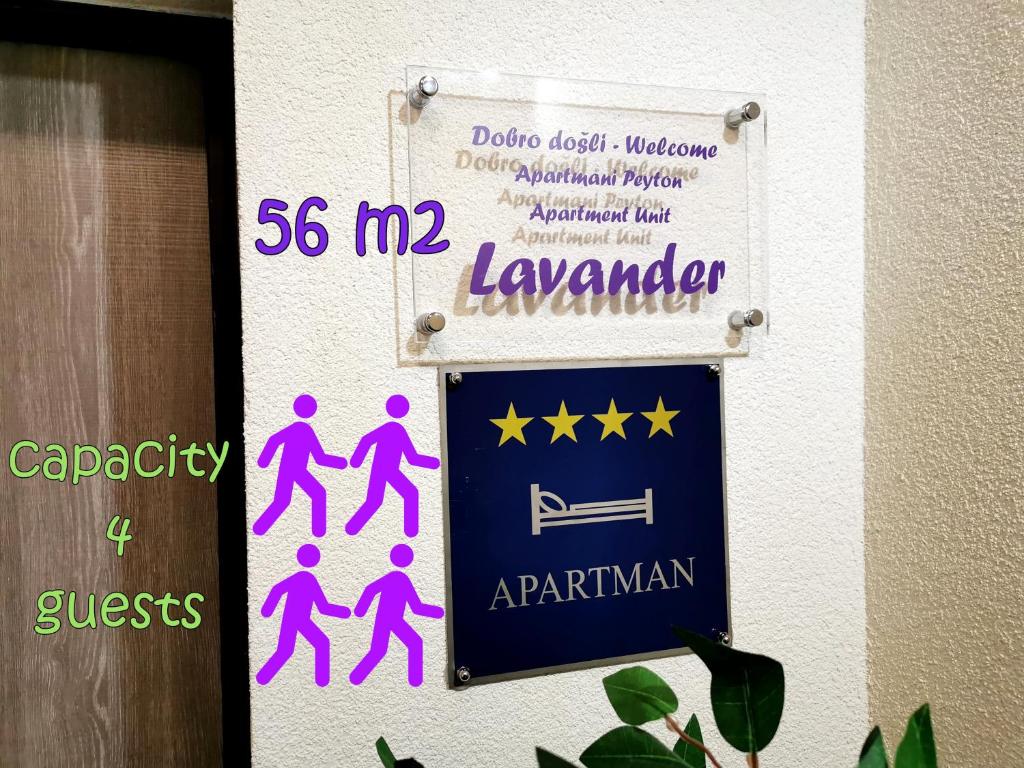 Dobro došli - Welcome
Apartmani Peyton
Apartment Unit
Lavander
56 m2
capacity
4
guests
APARTMAN